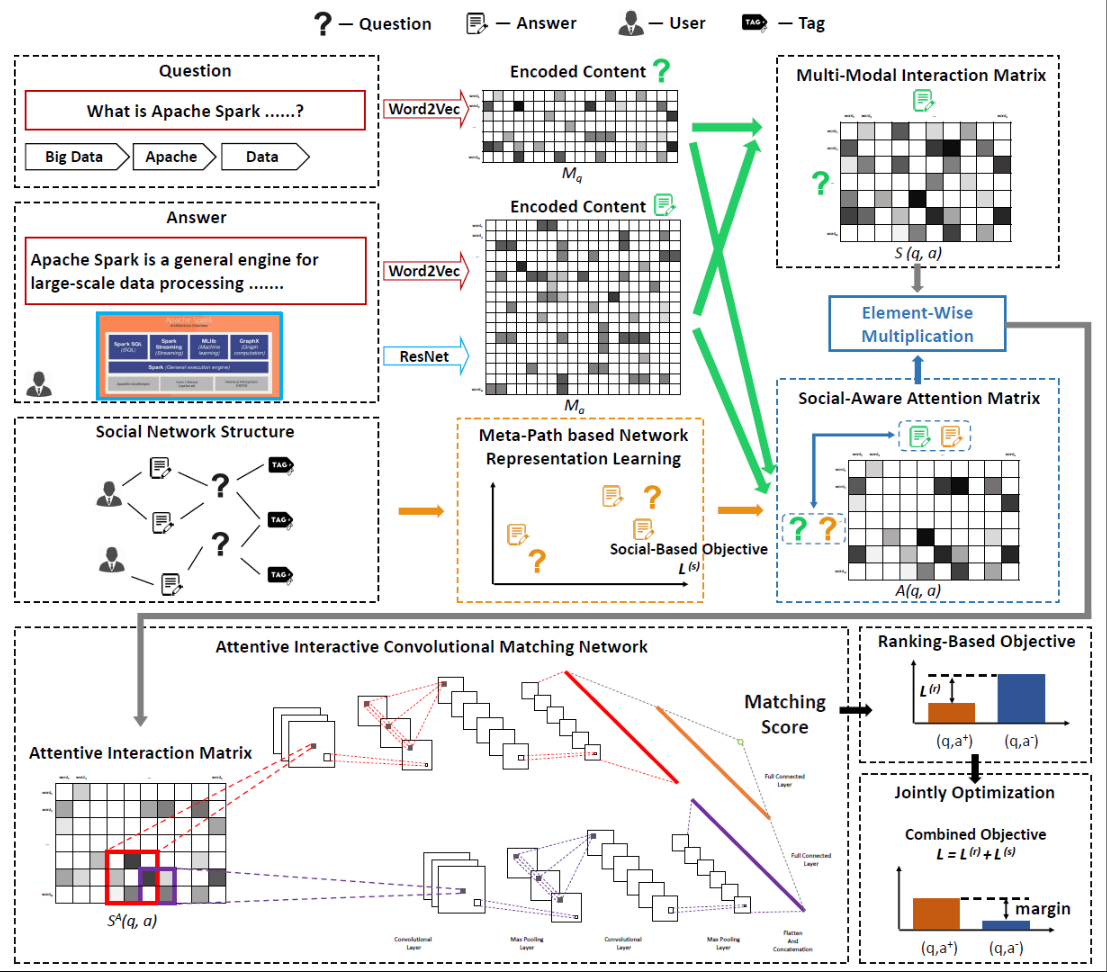 ? — Question
— Answer
— User
TAG — Tag
Question
What is Apache Spark ......?
Big Data
Apache
Data
Word2Vec
Encoded Content ?
Mq
Answer
Apache Spark is a general engine for
large-scale data processing .......
Apache Spark
Spark SQL
(SQL)
Spark
Streaming
(Streaming)
MLlib
(Machine
learning)
GraphX
(Graph
computation)
Spark (General execution engine)
Word2Vec
ResNet
Encoded Content
Ma
Multi-Modal Interaction Matrix
?
S (q, a)
Element-Wise
Multiplication
Social-Aware Attention Matrix
? ?
A(q, a)
Social Network Structure
?
?
TAG
TAG
TAG
Meta-Path based Network
Representation Learning
?
?
Social-Based Objective
L(s)
Attentive Interactive Convolutional Matching Network
Attentive Interaction Matrix
SA(q, a)
Matching
Score
Full Connected
Layer
Full Connected
Layer
Convolutional
Layer
Max Pooling
Layer
Convolutional
Layer
Max Pooling
Layer
Flatten
And
Concatenation
Ranking-Based Objective
L(r)
(q,a+)
(q,a-)
Jointly Optimization
Combined Objective
L = L(r) + L(s)
margin
(q,a+)
(q,a-)